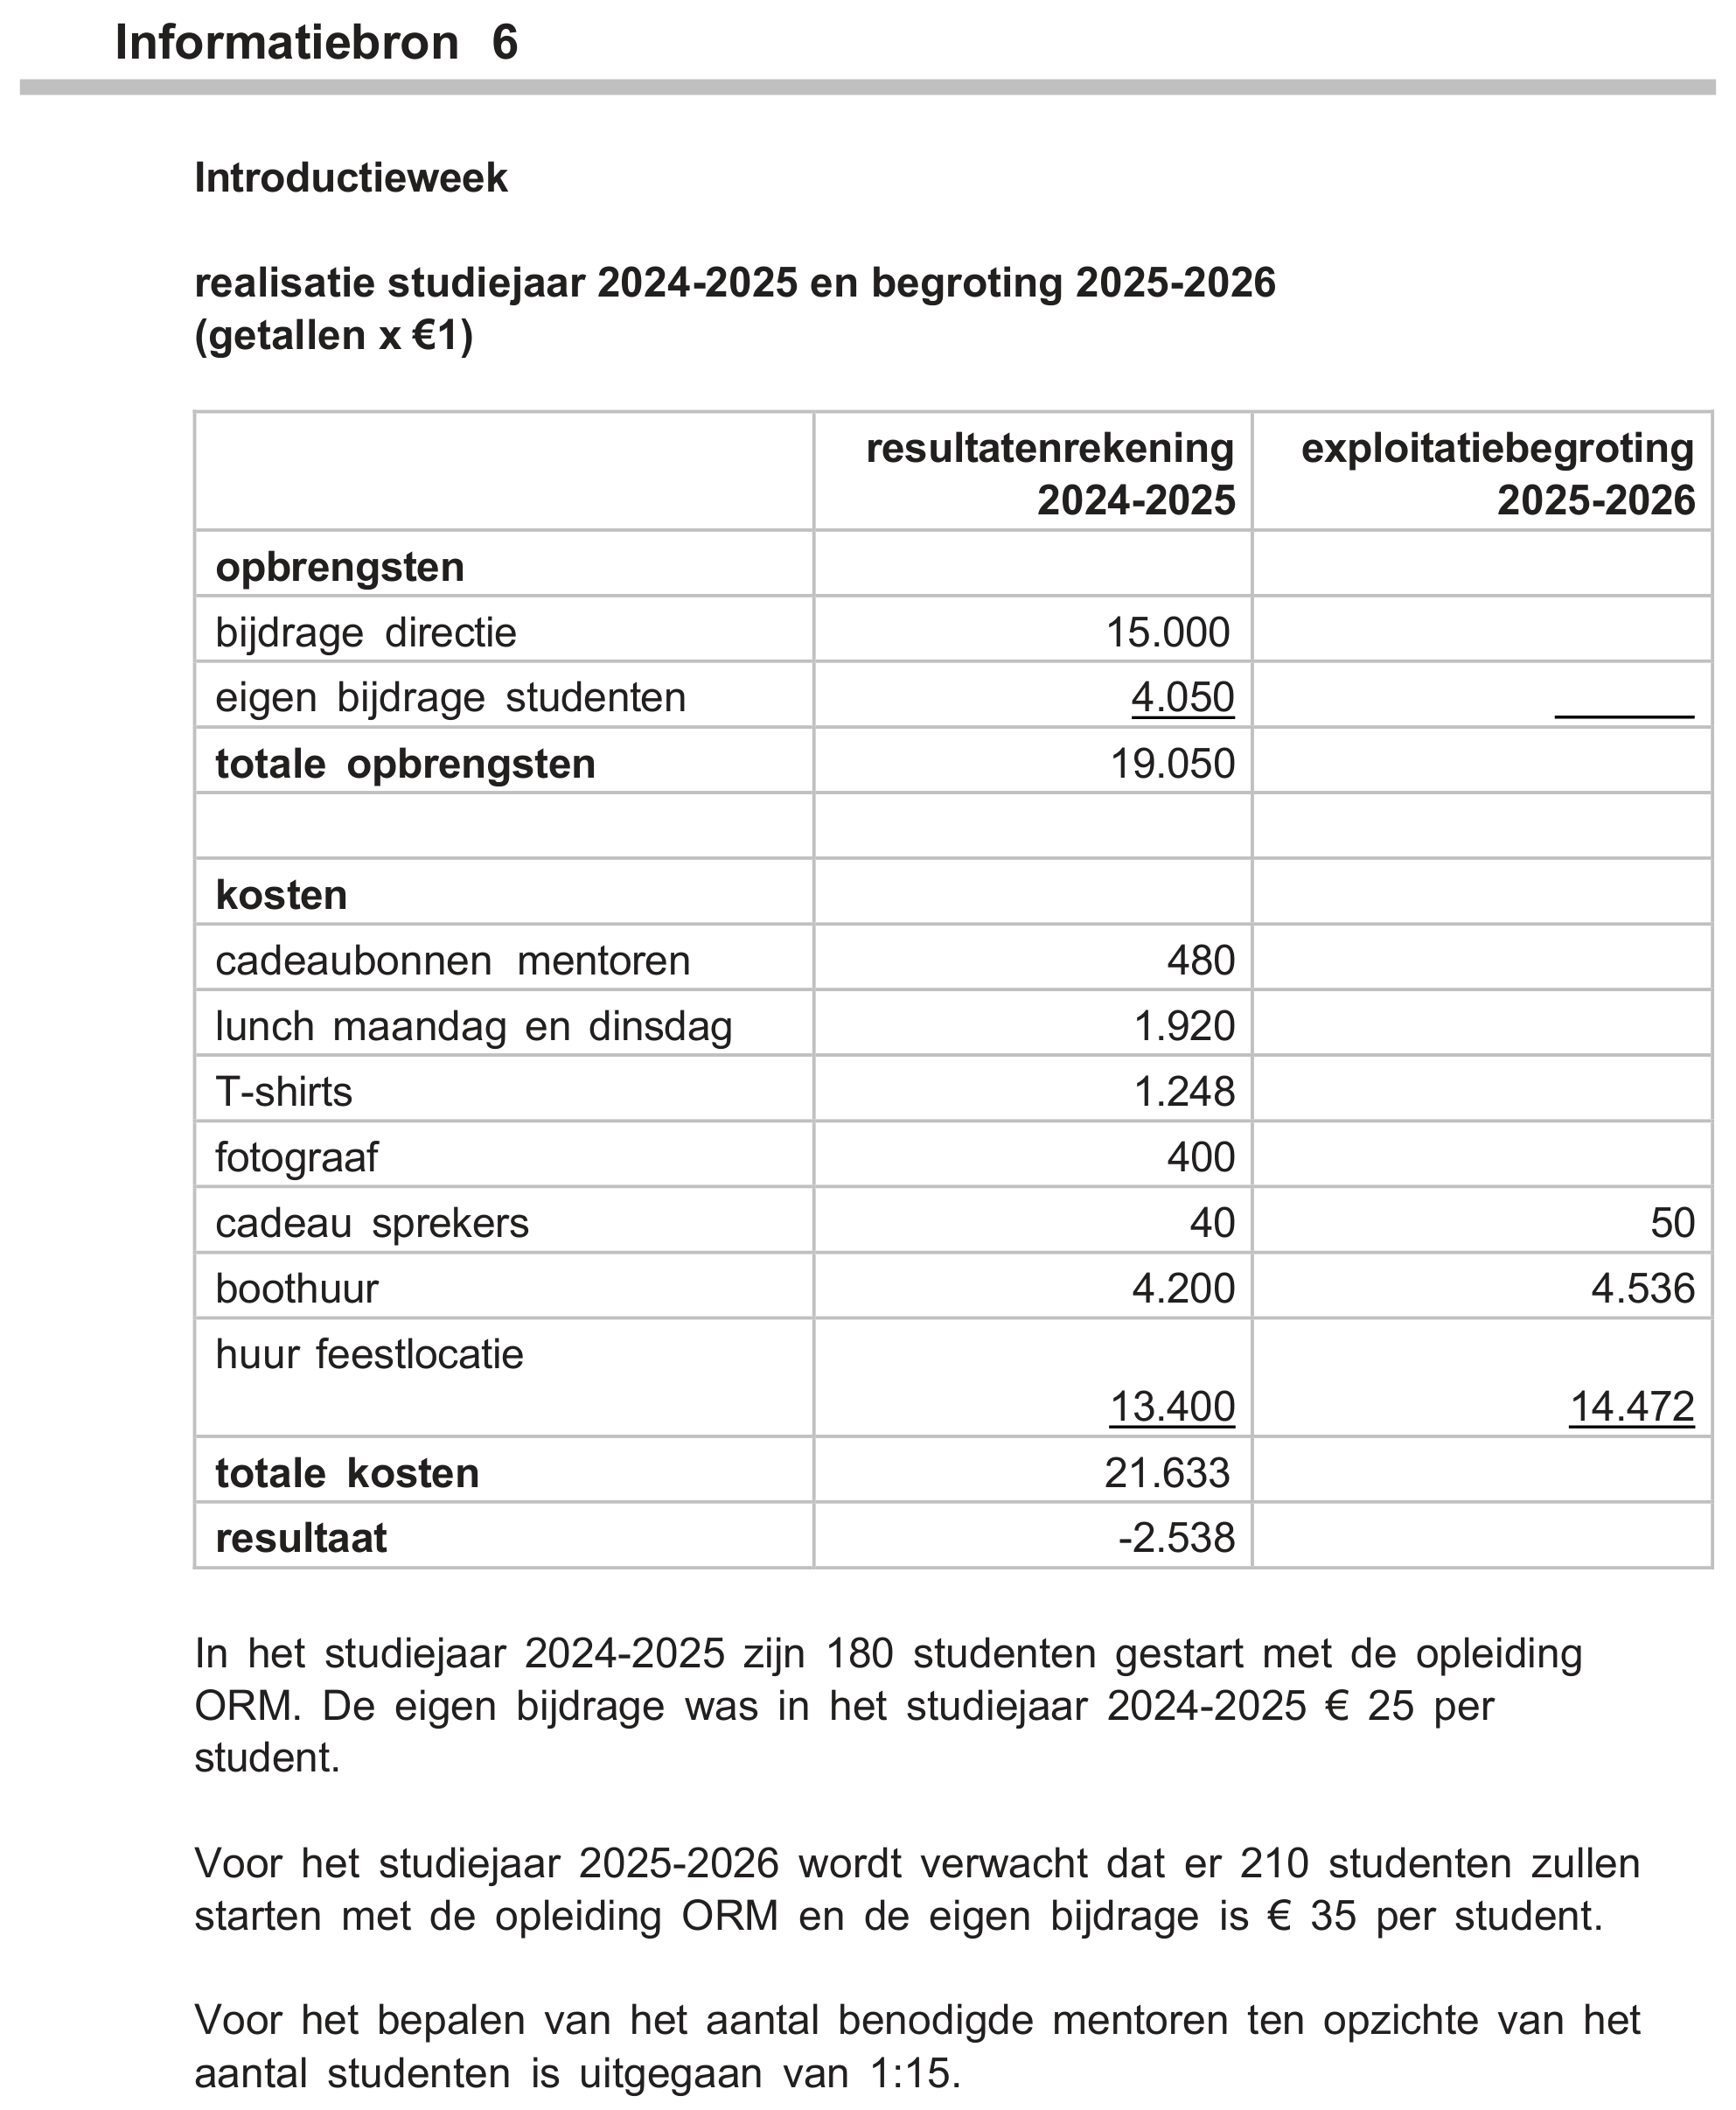 Informatiebron 6
Introductieweek
realisatie studiejaar 2024-2025 en begroting 2025-2026
(getallen x €1)
resultatenrekening 2024-2025 exploitatiebegroting 2025-2026
opbrengsten
bijdrage directie 15.000
eigen bijdrage studenten 4.050
totale opbrengsten 19.050
kosten
cadeaubonnen mentoren 480
lunch maandag en dinsdag 1.920
T-shirts 1.248
fotograaf 400
cadeau sprekers 40 50
boothuur 4.200 4.536
huur feestlocatie
13.400 14.472
totale kosten 21.633
resultaat -2.538
In het studiejaar 2024-2025 zijn 180 studenten gestart met de opleiding
ORM. De eigen bijdrage was in het studiejaar 2024-2025 € 25 per
student.
Voor het studiejaar 2025-2026 wordt verwacht dat er 210 studenten zullen
starten met de opleiding ORM en de eigen bijdrage is € 35 per student.
Voor het bepalen van het aantal benodigde mentoren ten opzichte van het
aantal studenten is uitgegaan van 1:15.